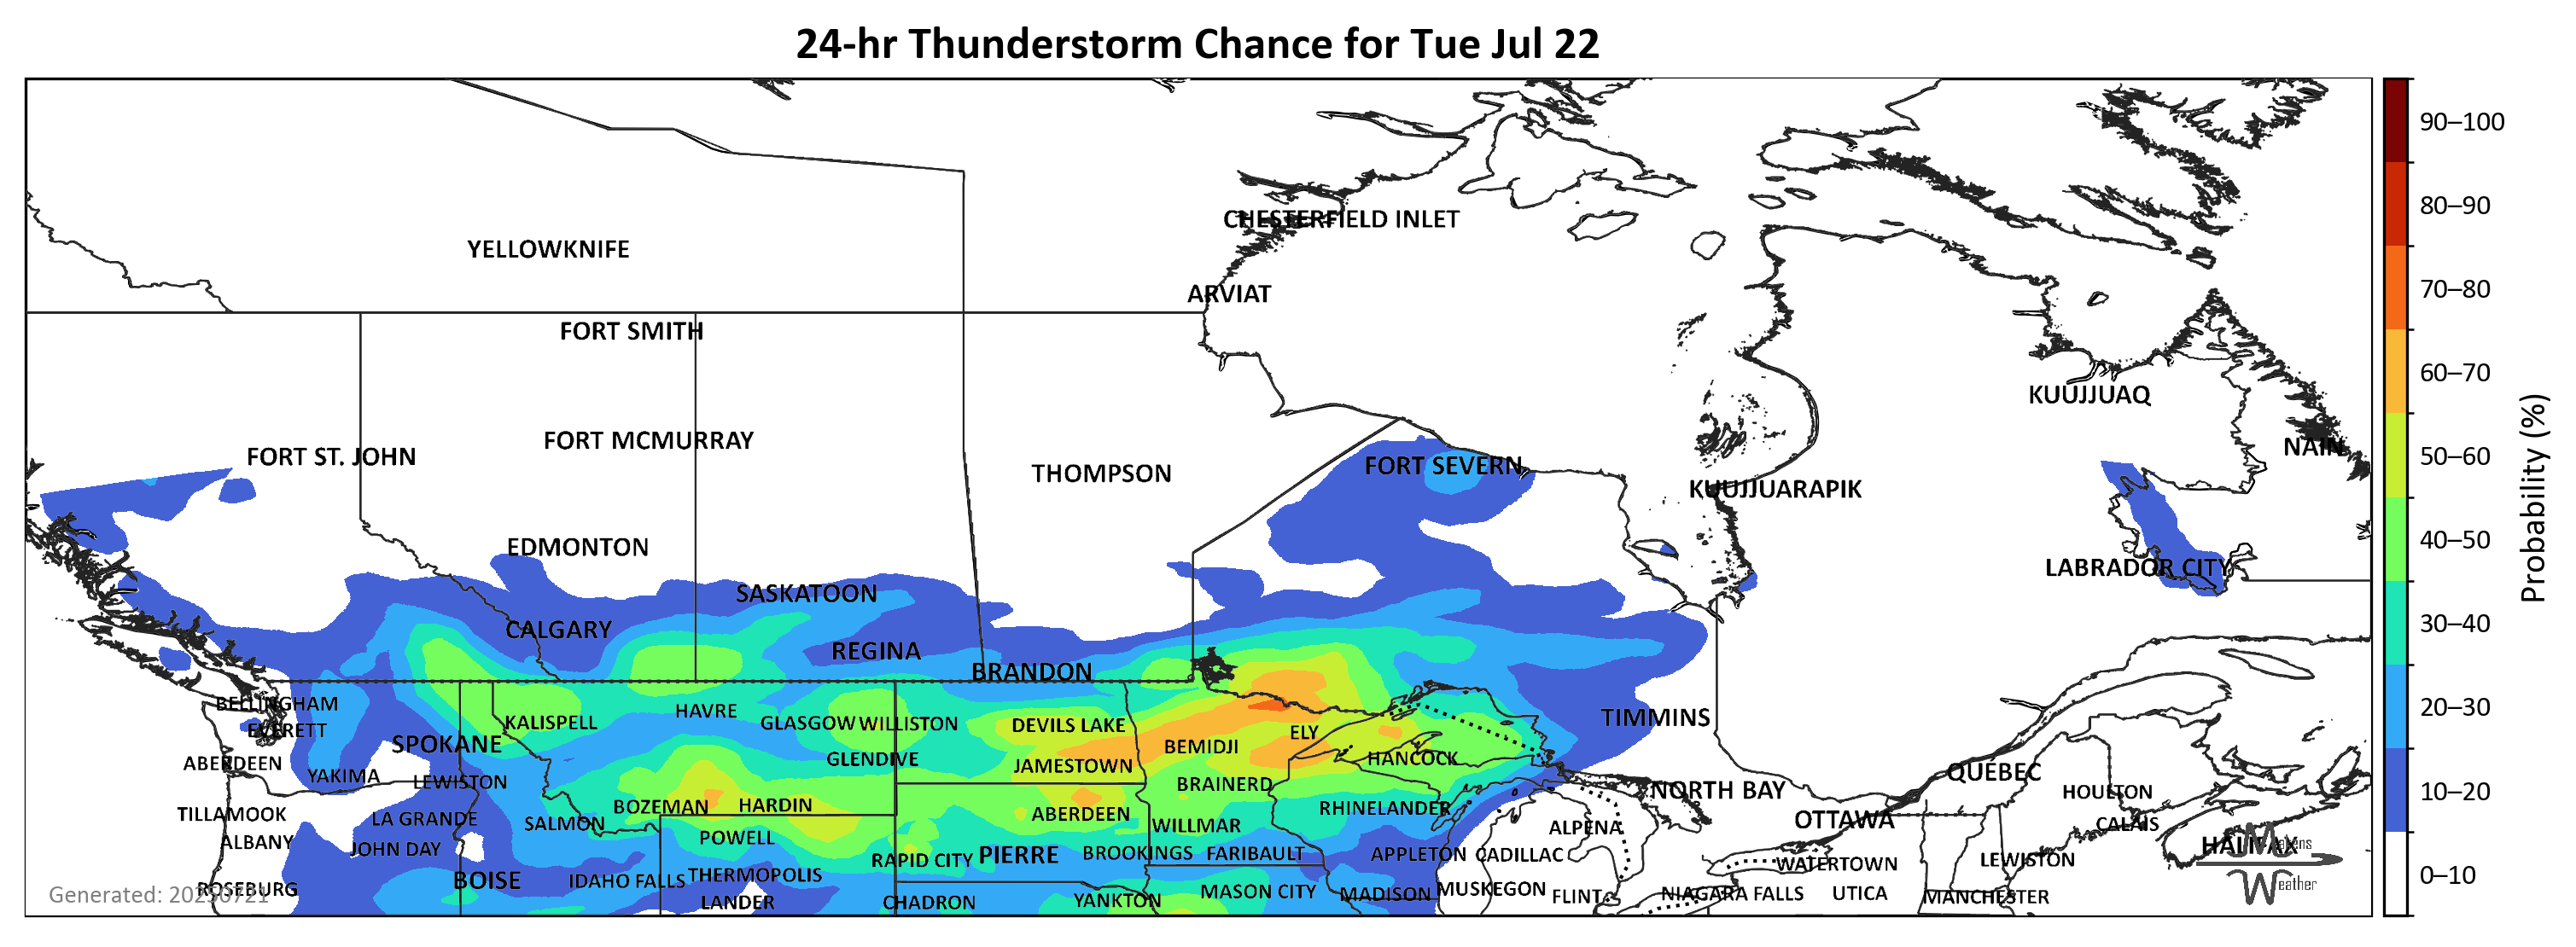 24-hr Thunderstorm Chance for Tue Jul 22
90–100
80–90
70–80
60–70
50–60
40–50
30–40
20–30
10–20
0–10
Probability (%)
CHESTERFIELD INLET
YELLOWKNIFE
ARVIAT
FORT SMITH
KUUJJUAQ
FORT MCMURRAY
NAIN
FORT ST. JOHN
FORT SEVERN
THOMPSON
KUUJJUARAPIK
EDMONTON
LABRADOR CITY
SASKATOON
CALGARY
REGINA
BRANDON
BELLINGHAM
HAVRE
TIMMINS
KALISPELL
GLASGOW
WILLISTON
DEVILS LAKE
EVERETT
ELY
SPOKANE
BEMIDJI
GLENDIVE
HANCOCK
ABERDEEN
JAMESTOWN
QUÉBEC
YAKIMA
LEWISTON
BRAINERD
NORTH BAY
HOULTON
BOZEMAN
HARDIN
RHINELANDER
TILLAMOOK
LA GRANDE
ABERDEEN
OTTAWA
SALMON
WILLMAR
ALPENA
CALAIS
ALBANY
POWELL
HALIFAX
JOHN DAY
RAPID CITY
PIERRE
BROOKINGS
FARIBAULT
APPLETON
CADILLAC
WATERTOWN
LEWISTON
BOISE
IDAHO FALLS
THERMOPOLIS
ROSEBURG
MASON CITY
MADISON
MUSKEGON
FLINT
NIAGARA FALLS
UTICA
MANCHESTER
LANDER
CHADRON
YANKTON
Generated: 20250721
Weather